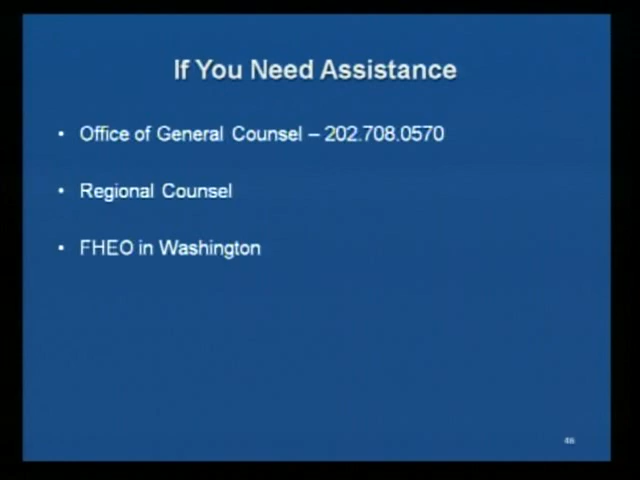 If You Need Assistance
• Office of General Counsel – 202.708.0570
• Regional Counsel
• FHEO in Washington